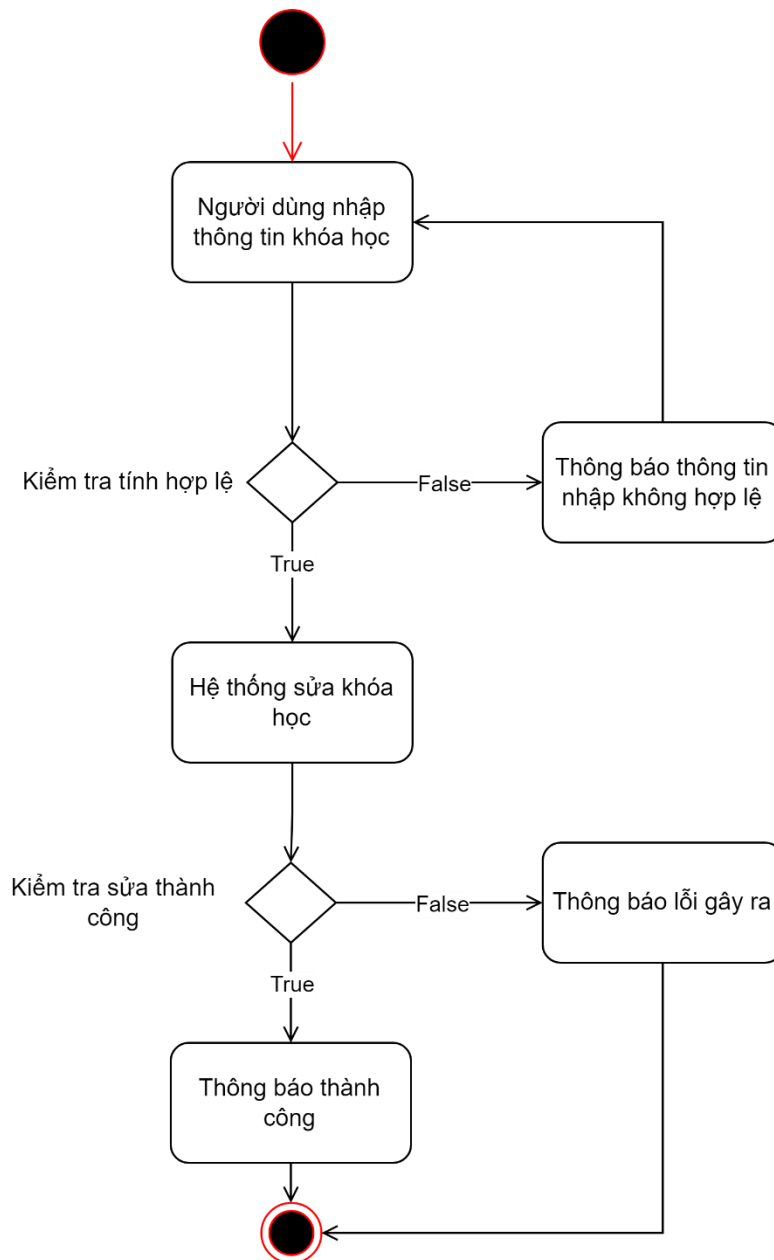 Người dùng nhập
thông tin khóa học
Kiểm tra tính hợp lệ
False
Thông báo thông tin
nhập không hợp lệ
True
Hệ thống sửa khóa
học
Kiểm tra sửa thành
công
False
Thông báo lỗi gây ra
True
Thông báo thành
công